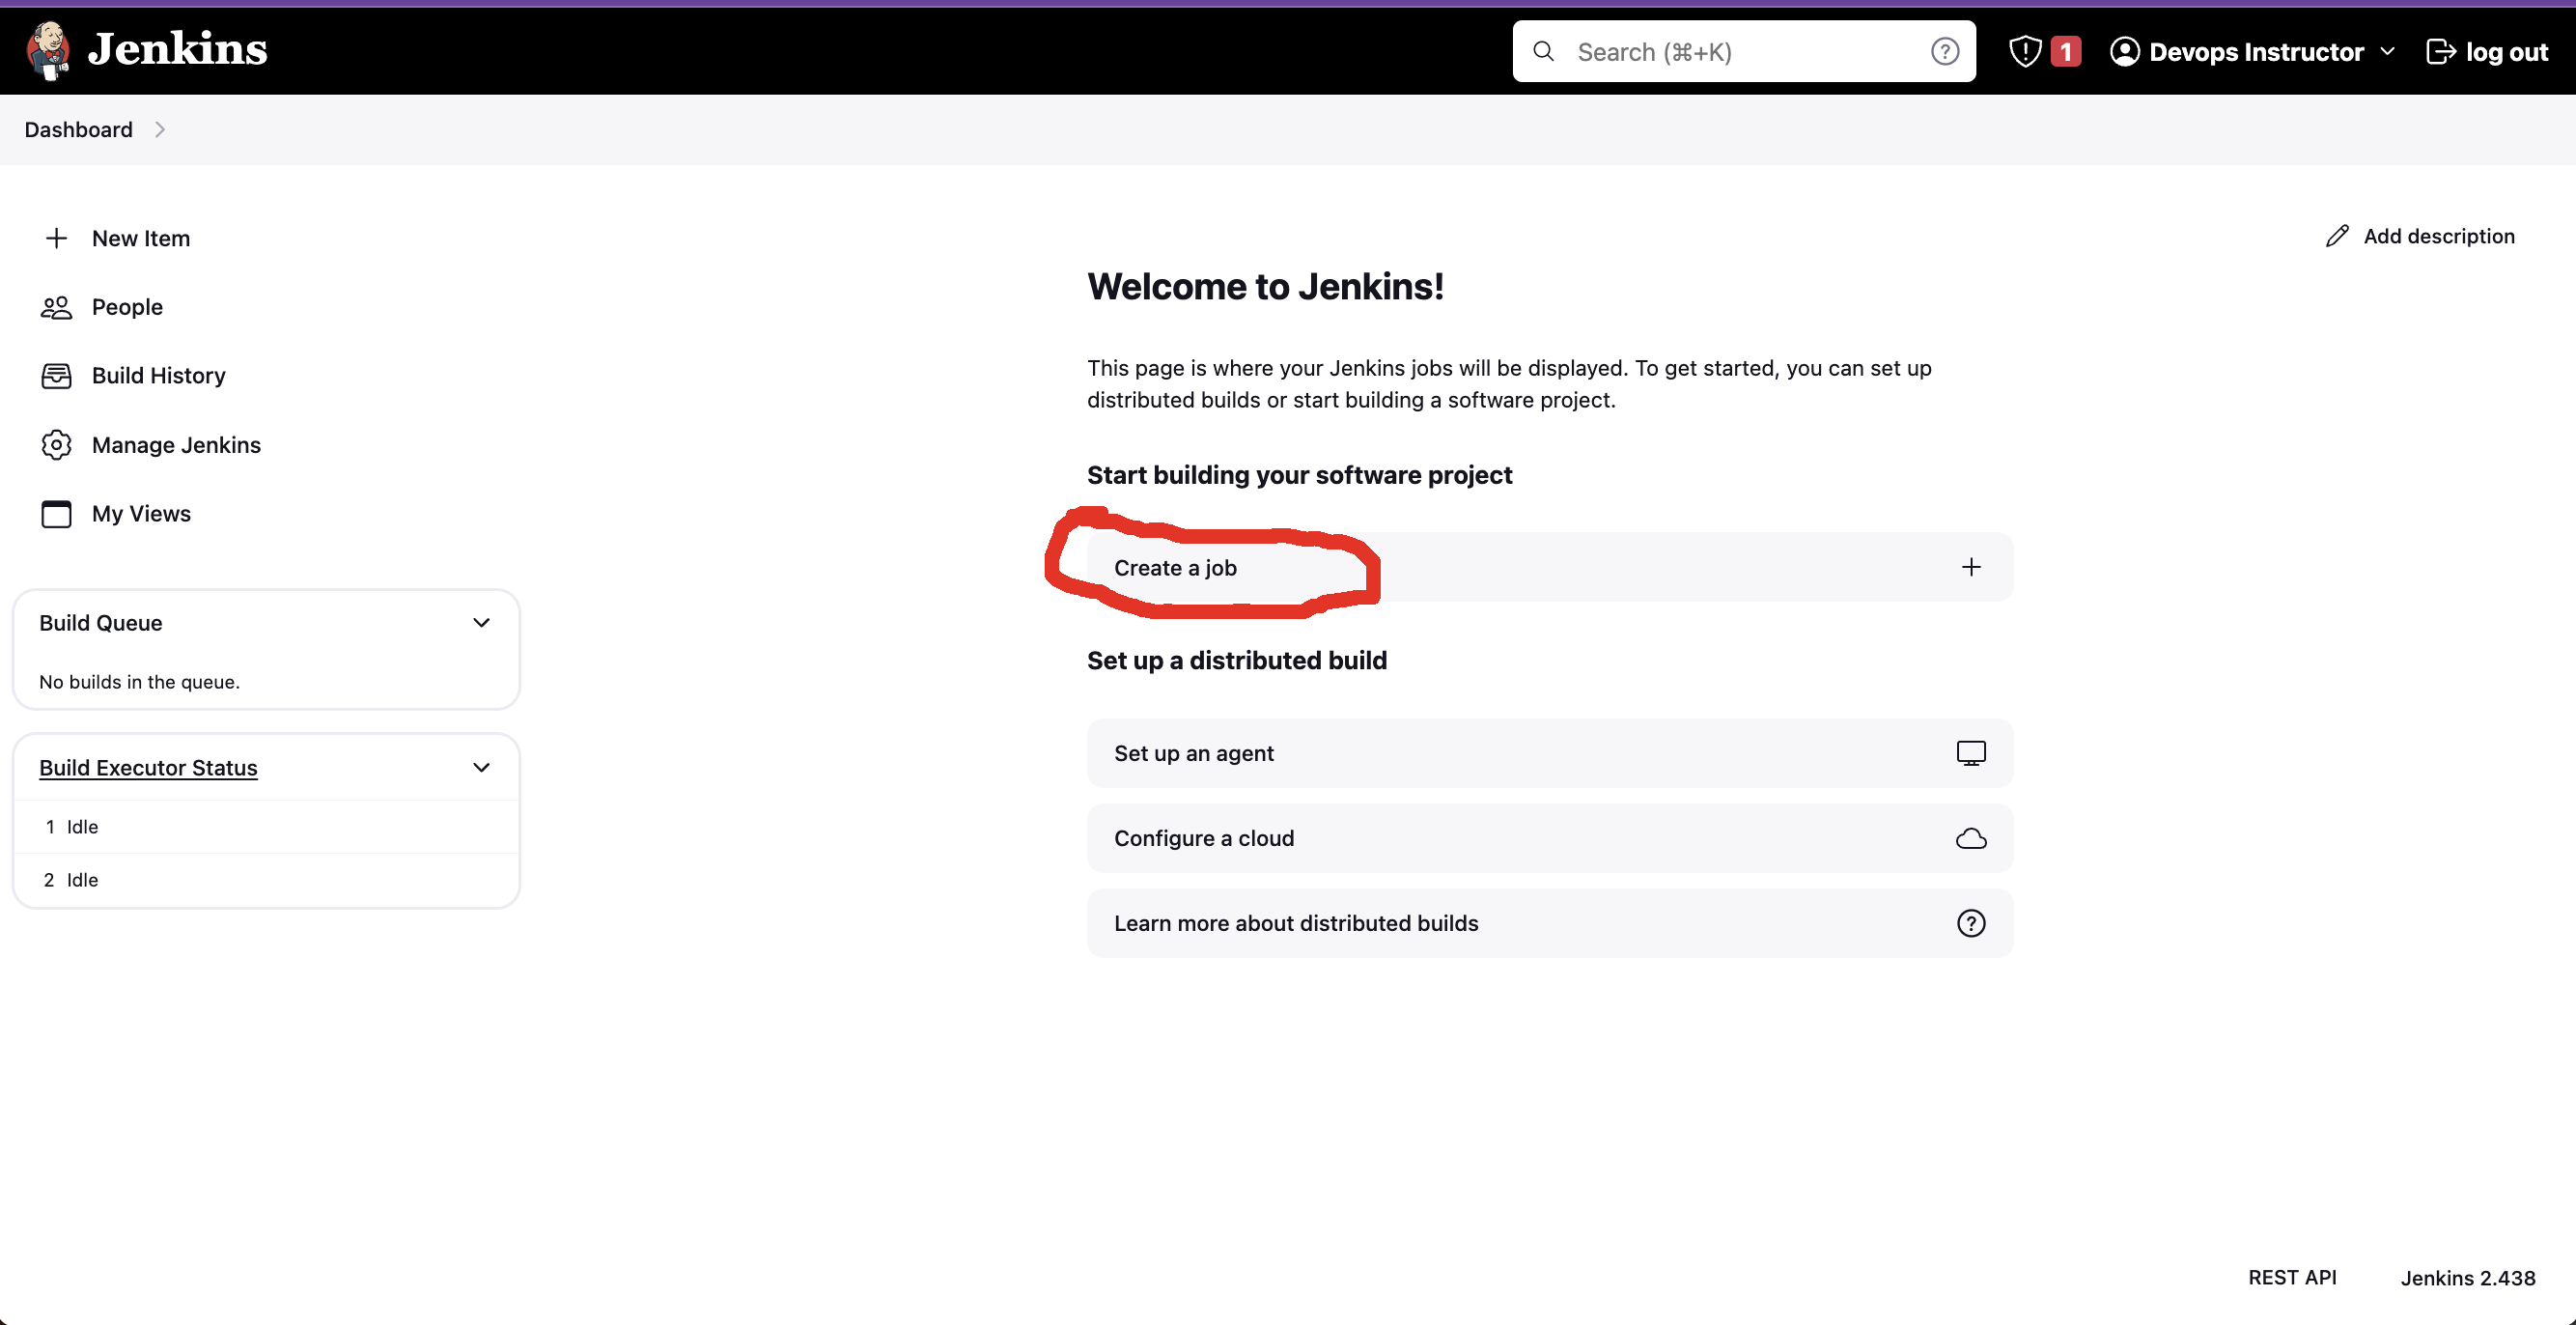 Jenkins
Search (⌘+K)
1
Devops Instructor
log out
Dashboard
New Item
People
Build History
Manage Jenkins
My Views
Build Queue
No builds in the queue.
Build Executor Status
1 Idle
2 Idle
Add description
Welcome to Jenkins!
This page is where your Jenkins jobs will be displayed. To get started, you can set up
distributed builds or start building a software project.
Start building your software project
Create a job
Set up a distributed build
Set up an agent
Configure a cloud
Learn more about distributed builds
REST API
Jenkins 2.438